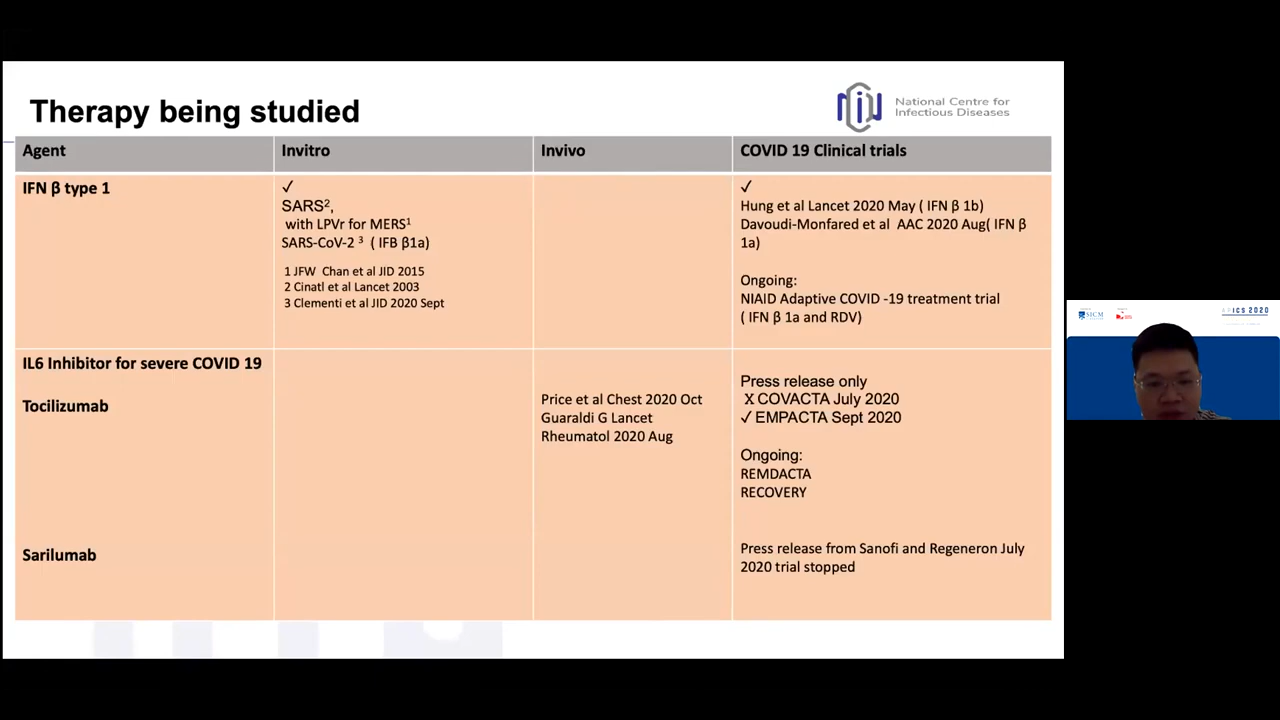 Therapy being studied
National Centre for
Infectious Diseases
Agent
Invitro
Invivo
COVID 19 Clinical trials
IFN β type 1
✓
SARS²,
with LPVr for MERS¹
SARS-CoV-2 ³ ( IFB β1a)
1 JFW Chan et al JID 2015
2 Cinatl et al Lancet 2003
3 Clementi et al JID 2020 Sept
✓
Hung et al Lancet 2020 May ( IFN β 1b)
Davoudi-Monfared et al AAC 2020 Aug( IFN β
1a)
Ongoing:
NIAID Adaptive COVID -19 treatment trial
( IFN β 1a and RDV)
IL6 Inhibitor for severe COVID 19
Tocilizumab
Price et al Chest 2020 Oct
Guaraldi G Lancet
Rheumatol 2020 Aug
Press release only
X COVACTA July 2020
✓ EMPACTA Sept 2020
Ongoing:
REMDACTA
RECOVERY
Sarilumab
Press release from Sanofi and Regeneron July
2020 trial stopped
SICM
APICS 2020